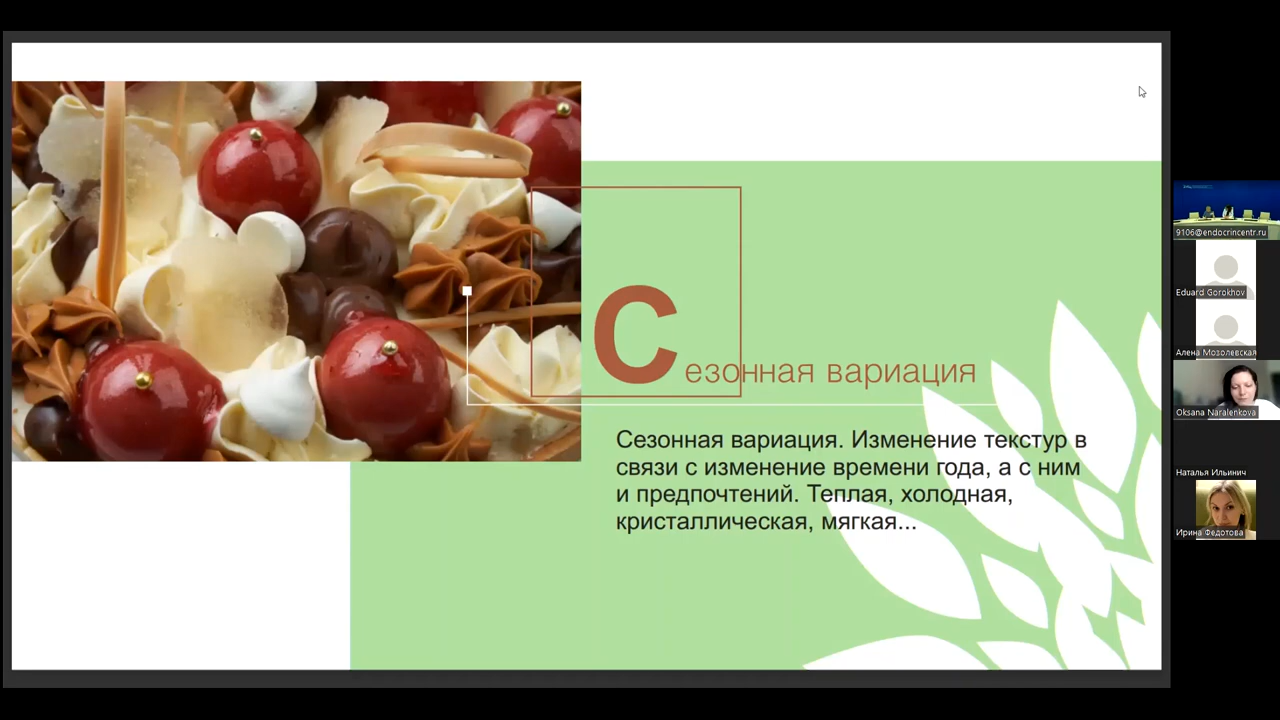 Сезонная вариация
Сезонная вариация. Изменение текстур в
связи с изменение времени года, а с ним
и предпочтений. Теплая, холодная,
кристаллическая, мягкая...
9106@endocrincentr.ru
Eduard Gorokhov
Алена Мозолевская
Oksana Naralenkova
Наталья Ильинич
Ирина Федотова